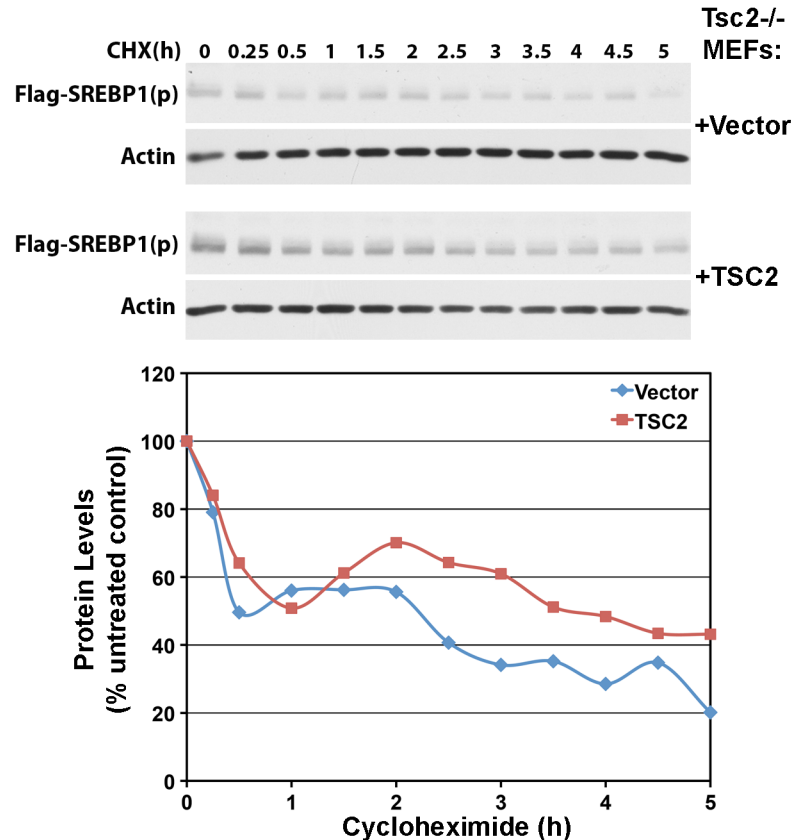 Tsc2-/-
MEFs:
CHX(h) 0 0.25 0.5 1 1.5 2 2.5 3 3.5 4 4.5 5
Flag-SREBP1(p)
+Vector
Actin
Flag-SREBP1(p)
+TSC2
Actin
120
100
80
60
40
20
0
Protein Levels
(% untreated control)
Vector
TSC2
0 1 2 3 4 5
Cycloheximide (h)